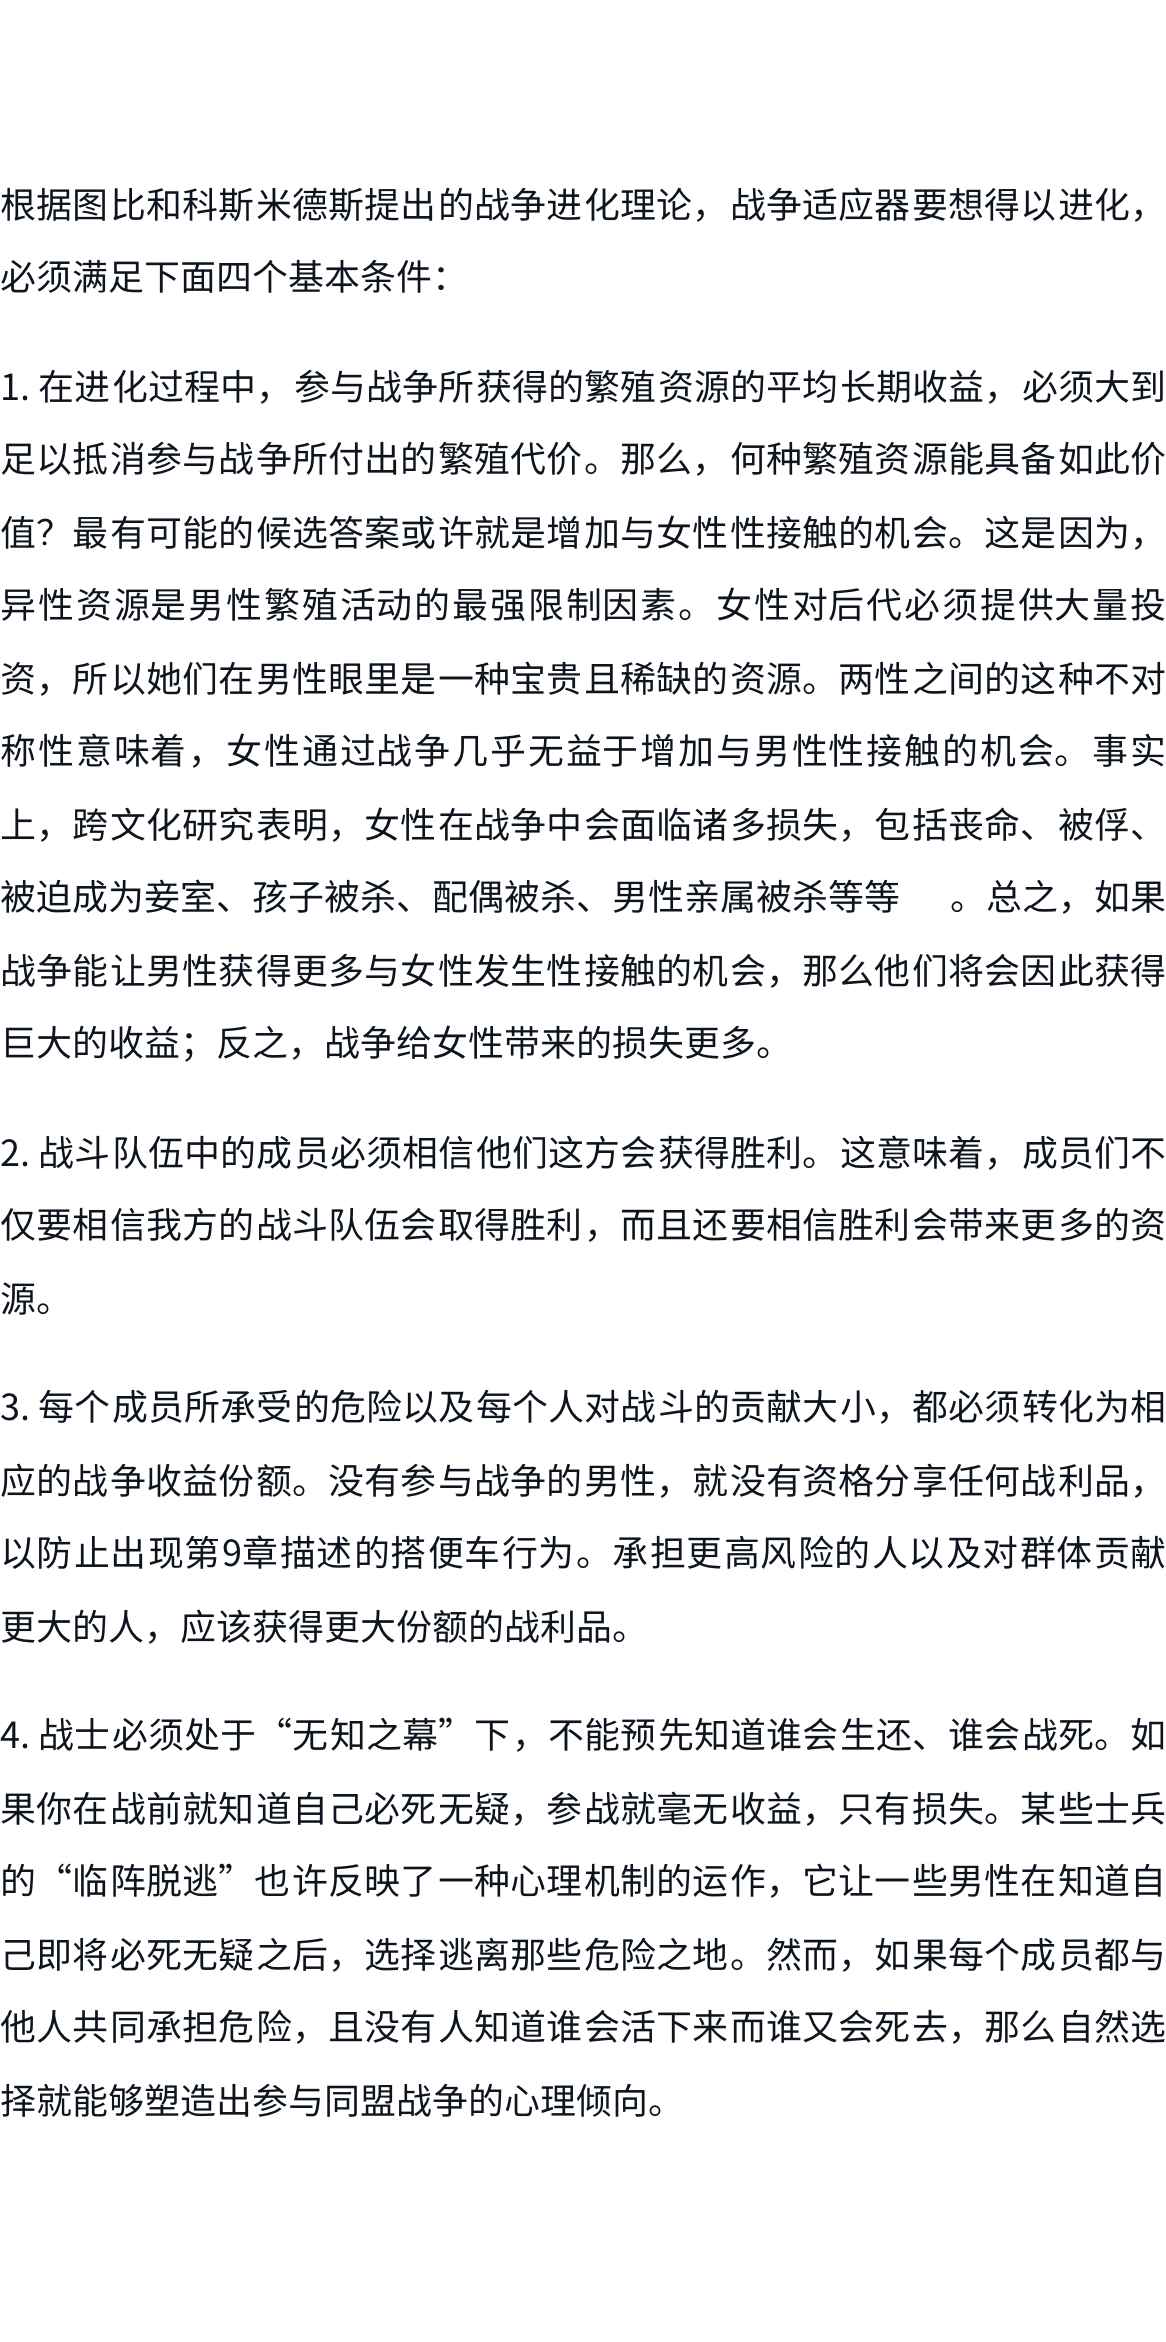 根据图比和科斯米德斯提出的战争进化理论，战争适应器要想得以进化，
必须满足下面四个基本条件：
1. 在进化过程中，参与战争所获得的繁殖资源的平均长期收益，必须大到
足以抵消参与战争所付出的繁殖代价。那么，何种繁殖资源能具备如此价
值？最有可能的候选答案或许就是增加与女性性接触的机会。这是因为，
异性资源是男性繁殖活动的最强限制因素。女性对后代必须提供大量投
资，所以她们在男性眼里是一种宝贵且稀缺的资源。两性之间的这种不对
称性意味着，女性通过战争几乎无益于增加与男性性接触的机会。事实
上，跨文化研究表明，女性在战争中会面临诸多损失，包括丧命、被俘、
被迫成为妾室、孩子被杀、配偶被杀、男性亲属被杀等等 。总之，如果
战争能让男性获得更多与女性发生性接触的机会，那么他们将会因此获得
巨大的收益；反之，战争给女性带来的损失更多。
2. 战斗队伍中的成员必须相信他们这方会获得胜利。这意味着，成员们不
仅要相信我方的战斗队伍会取得胜利，而且还要相信胜利会带来更多的资
源。
3. 每个成员所承受的危险以及每个人对战斗的贡献大小，都必须转化为相
应的战争收益份额。没有参与战争的男性，就没有资格分享任何战利品，
以防止出现第9章描述的搭便车行为。承担更高风险的人以及对群体贡献
更大的人，应该获得更大份额的战利品。
4. 战士必须处于“无知之幕”下，不能预先知道谁会生还、谁会战死。如
果你在战前就知道自己必死无疑，参战就毫无收益，只有损失。某些士兵
的“临阵脱逃”也许反映了一种心理机制的运作，它让一些男性在知道自
己即将必死无疑之后，选择逃离那些危险之地。然而，如果每个成员都与
他人共同承担危险，且没有人知道谁会活下来而谁又会死去，那么自然选
择就能够塑造出参与同盟战争的心理倾向。